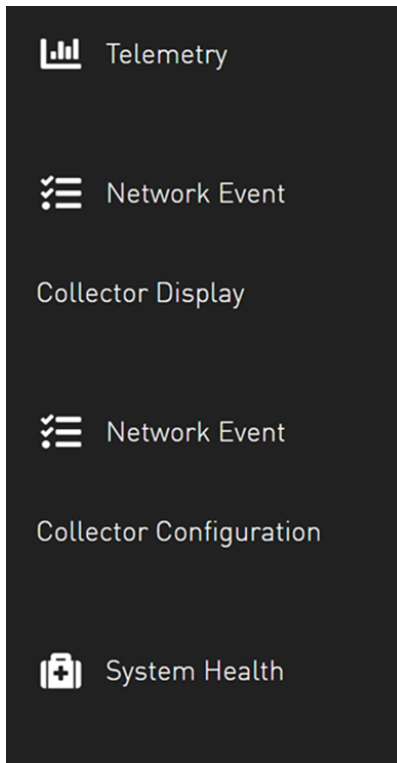 Telemetry
Network Event
Collector Display
Network Event
Collector Configuration
System Health